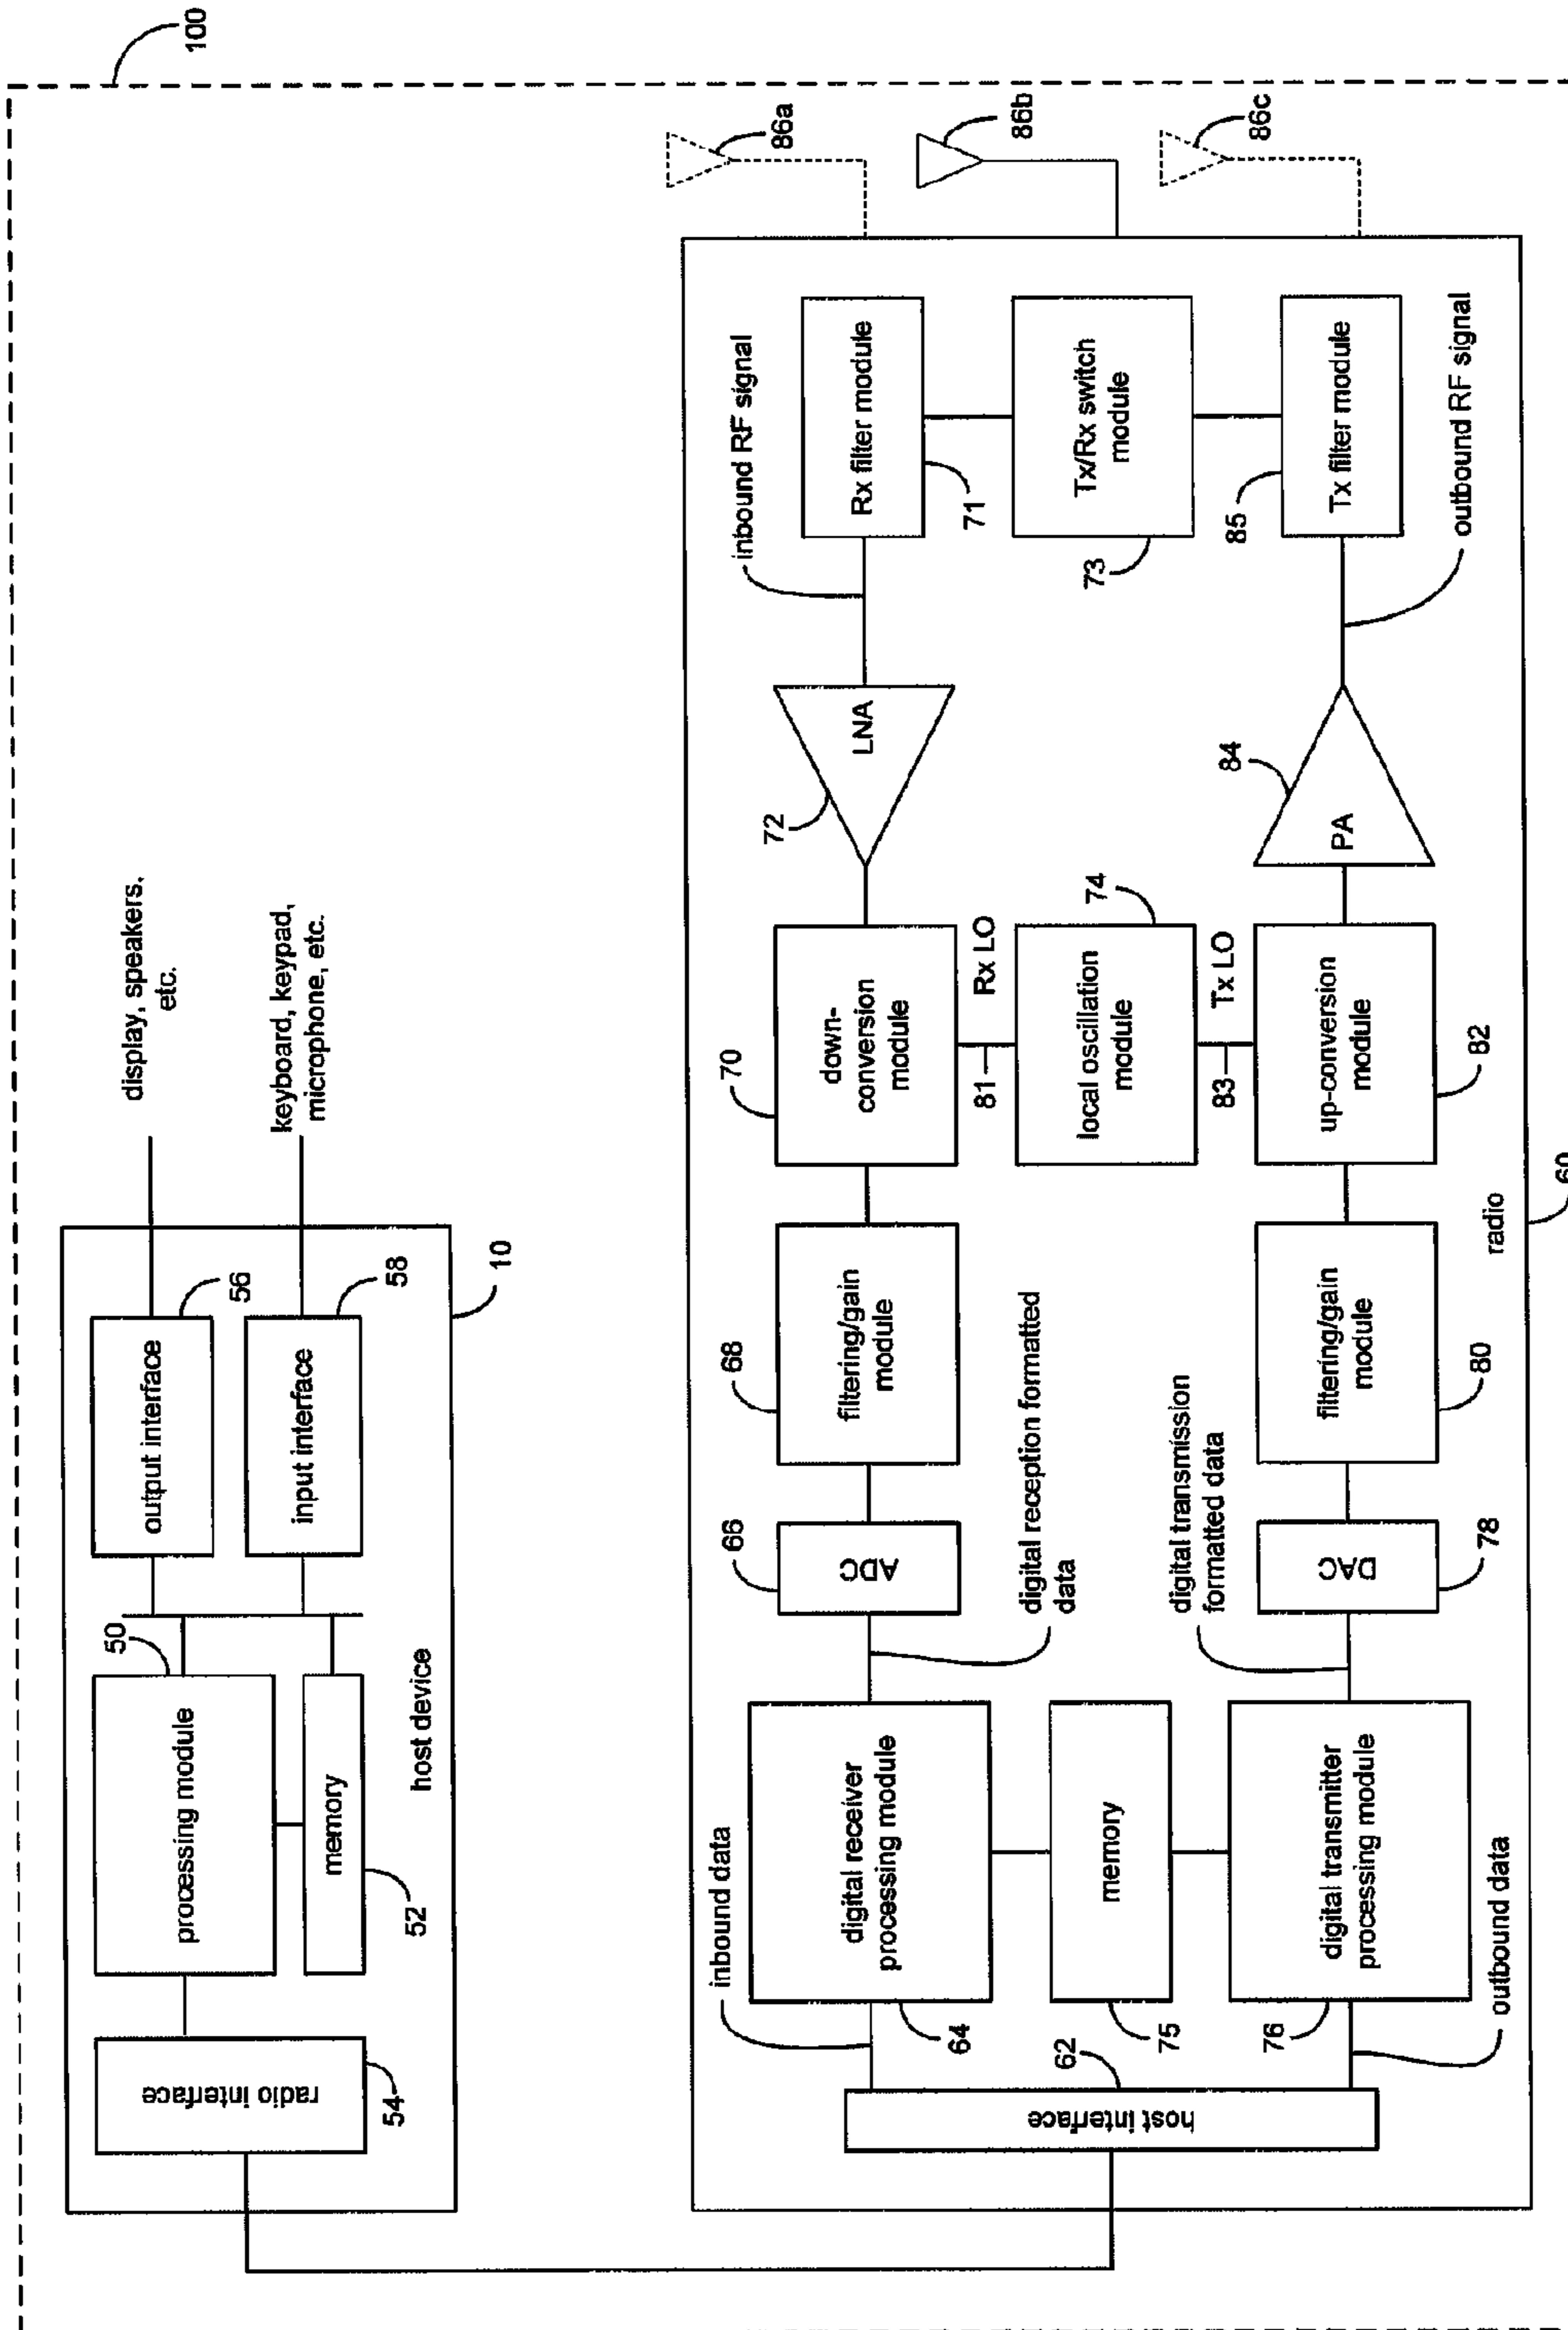 100
display, speakers,
etc.
keyboard, keypad,
microphone, etc.
output interface
56
input interface
58
10
50
processing module
memory
52
host device
radio interface
54
86a
86b
86c
inbound RF signal
Rx filter module
71
Tx/Rx switch
module
73
85
Tx filter module
outbound RF signal
LNA
72
84
PA
70
down-
conversion
module
81
Rx LO
74
local oscillation
module
83
Tx LO
up-conversion
module
82
68
filtering/gain
module
filtering/gain
module
80
radio
60
66
ADC
digital reception formatted
data
digital transmission
formatted data
DAC
78
inbound data
digital receiver
processing module
64
memory
75
digital transmitter
processing module
76
outbound data
62
host interface